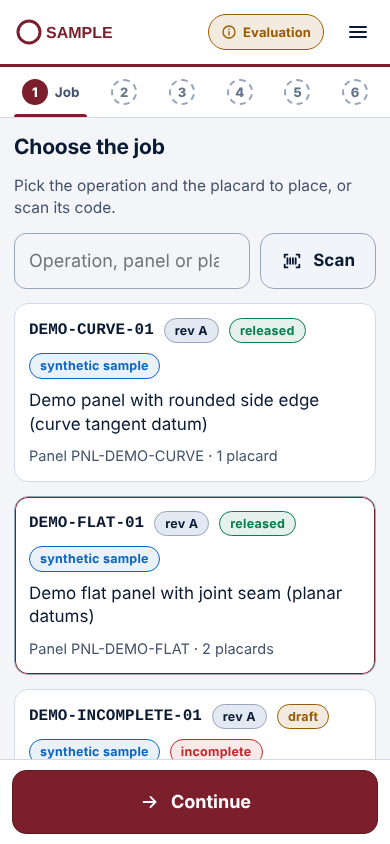 SAMPLE
Evaluation
1 Job 2 3 4 5 6
Choose the job
Pick the operation and the placard to place, or
scan its code.
Operation, panel or pla
Scan
DEMO-CURVE-01 rev A released
synthetic sample
Demo panel with rounded side edge
(curve tangent datum)
Panel PNL-DEMO-CURVE · 1 placard
DEMO-FLAT-01 rev A released
synthetic sample
Demo flat panel with joint seam (planar
datums)
Panel PNL-DEMO-FLAT · 2 placards
DEMO-INCOMPLETE-01 rev A draft
synthetic sample incomplete
Continue